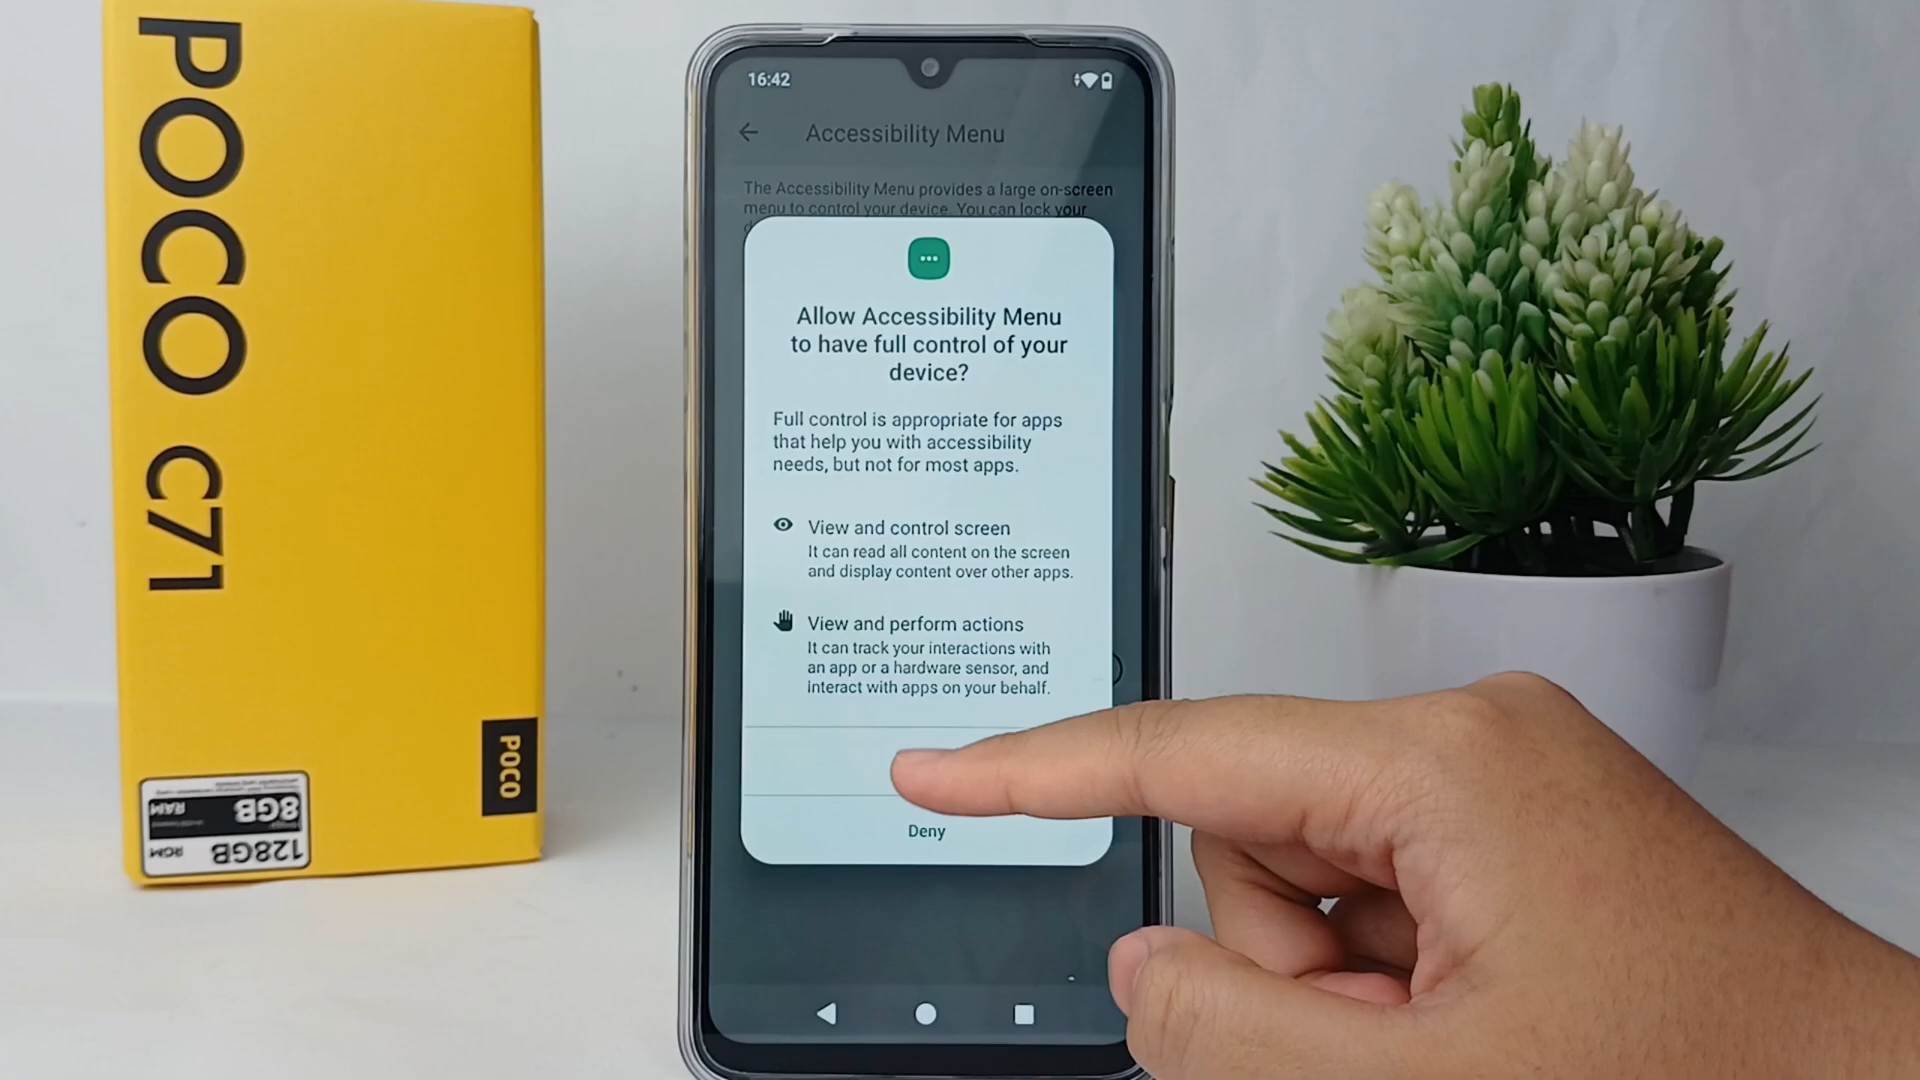 POCO C71
POCO
8GB
RAM
128GB
ROM
16:42
Accessibility Menu
The Accessibility Menu provides a large on-screen
menu to control your device. You can lock your
Allow Accessibility Menu
to have full control of your
device?
Full control is appropriate for apps
that help you with accessibility
needs, but not for most apps.
View and control screen
It can read all content on the screen
and display content over other apps.
View and perform actions
It can track your interactions with
an app or a hardware sensor, and
interact with apps on your behalf.
Deny